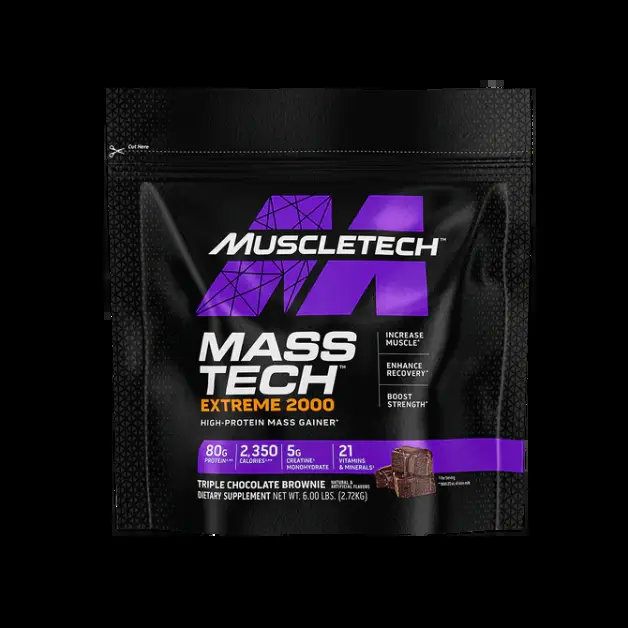 Cut Here
MUSCLETECH™
MASS
TECH™
EXTREME 2000
HIGH-PROTEIN MASS GAINER*
INCREASE
MUSCLE*
ENHANCE
RECOVERY*
BOOST
STRENGTH*
80G
PROTEIN
2,350
CALORIES
5G
CREATINE†
MONOHYDRATE
21
VITAMINS
& MINERALS†
TRIPLE CHOCOLATE BROWNIE
NATURAL &
ARTIFICIAL FLAVORS
DIETARY SUPPLEMENT NET WT. 6.00 LBS. (2.72KG)